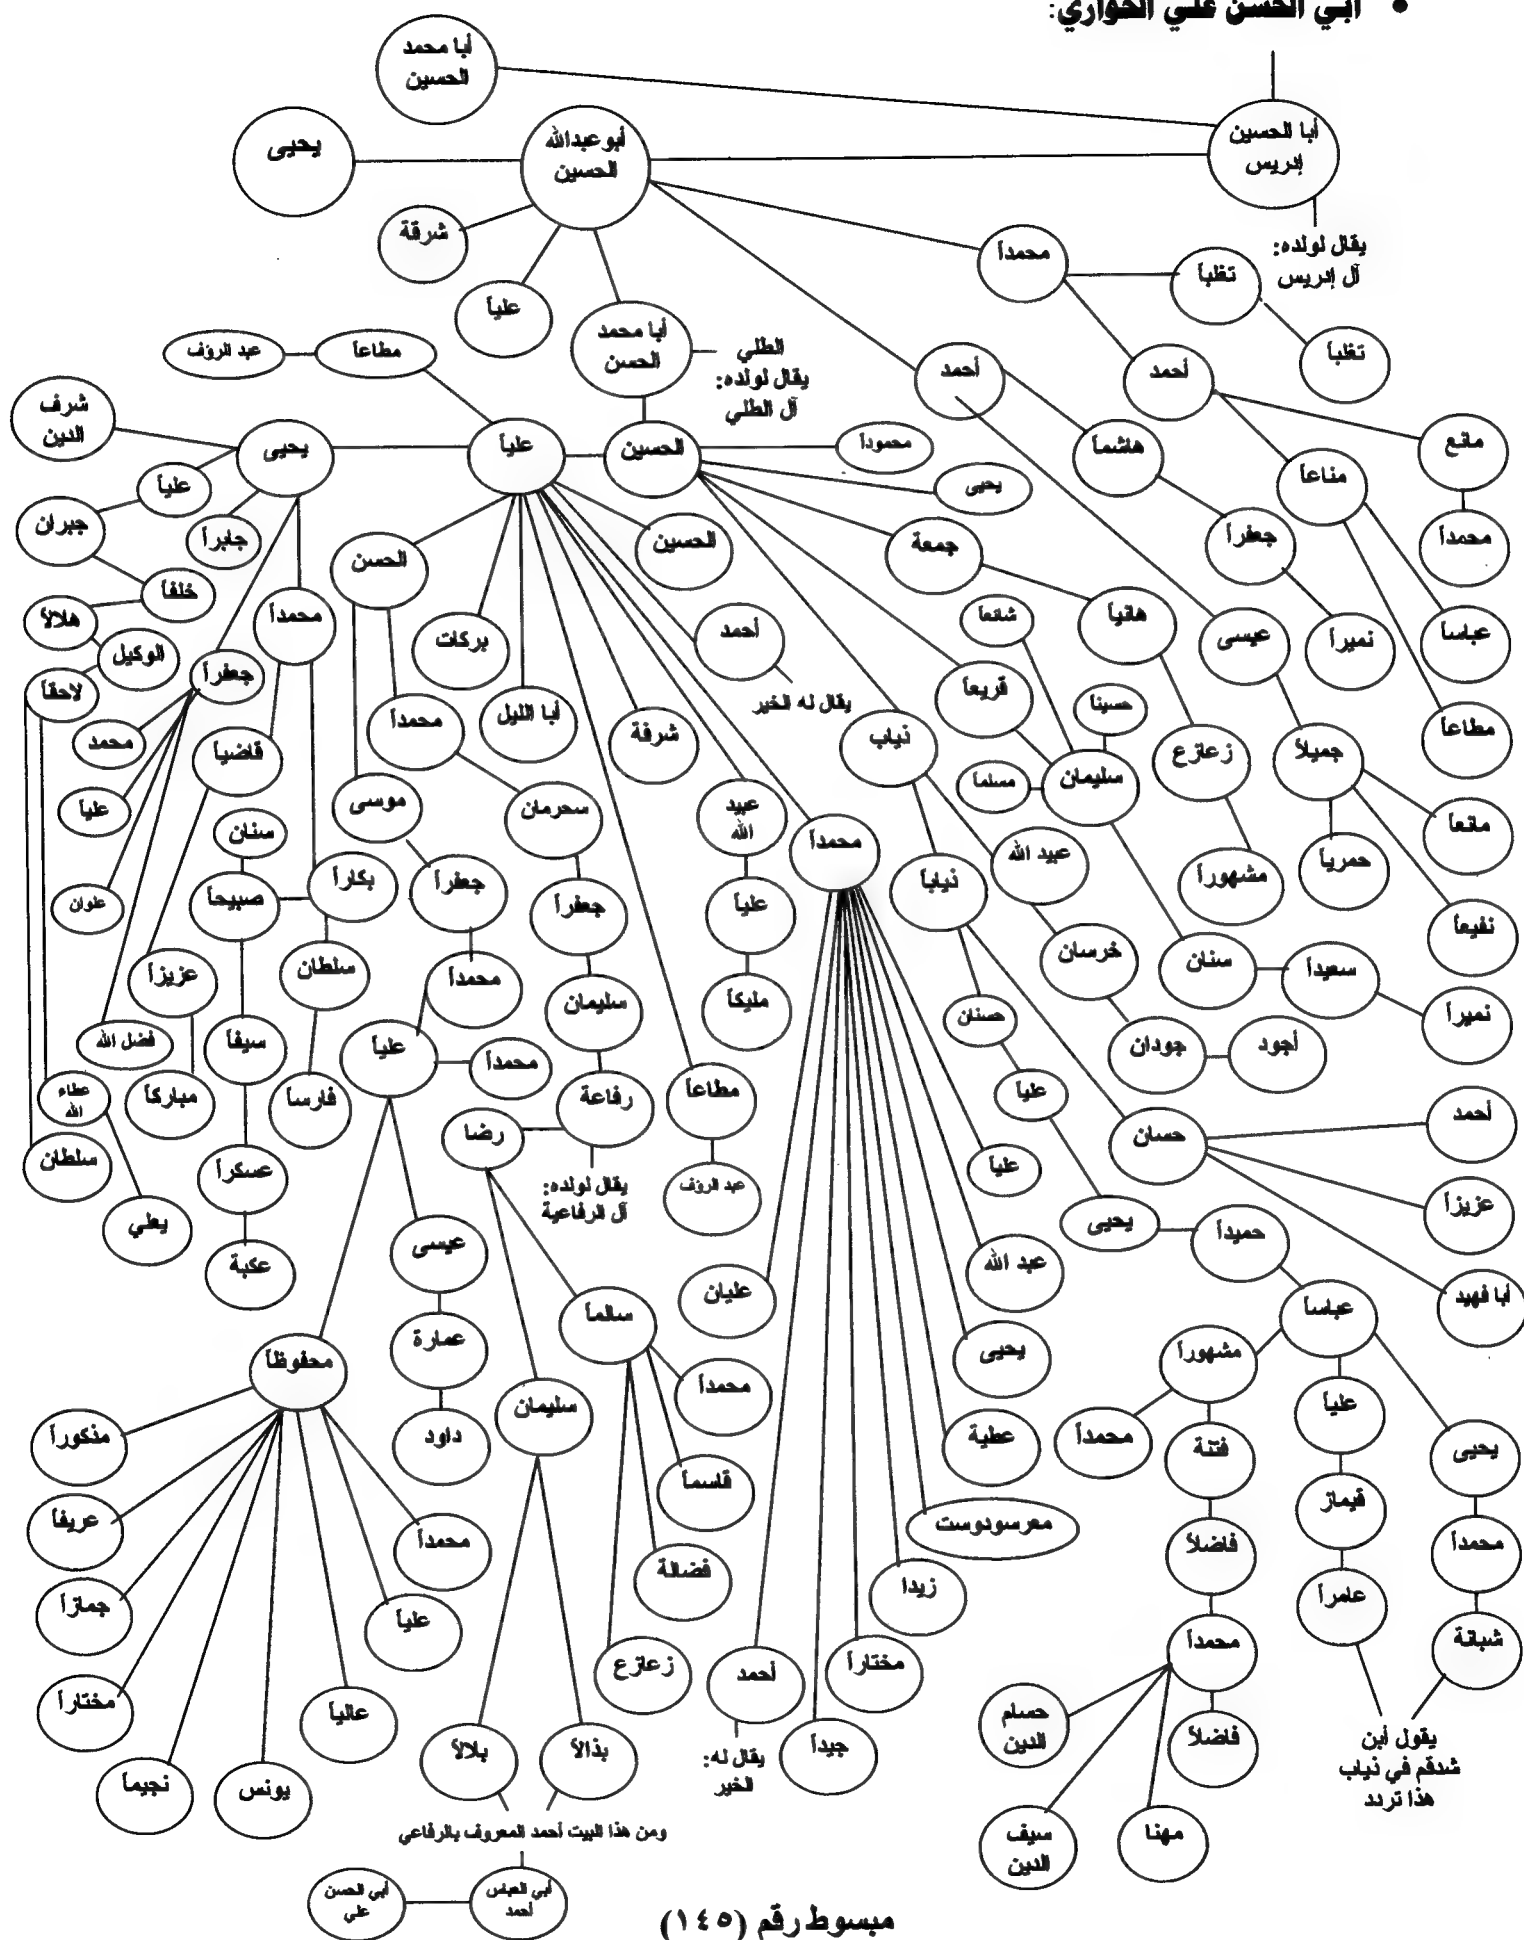 • أبي الحسن علي الحواري:
أبا محمد
الحسين
أبا الحسين
إدريس
أبو عبدالله
الحسين
يحيى
يقال لولده:
آل إدريس
شرقة
محمداً
تغلباً
تغلباً
علياً
أبا محمد
الحسن
الطلي
يقال لولده:
آل الطلي
أحمد
أحمد
عبد الرؤف
مطاعاً
شرف
الدين
يحيى
علياً
الحسين
محموداً
هاشماً
مناعاً
مانع
علياً
يحيى
جبران
جابراً
الحسن
الحسين
جمعة
جعفراً
محمداً
خلفاً
هلالاً
محمداً
شانعاً
هانياً
عيسى
نميراً
عباساً
الوكيل
جعفراً
بركات
أحمد
يقال له الخير
لاحقاً
قريعاً
حسيناً
محمد
قاضياً
محمداً
أبا الليل
شرفة
ذياب
زعازع
جميلاً
مطاعاً
مسلماً
سليمان
علياً
سنان
موسى
سحرمان
عبيد
الله
محمداً
عبيد الله
مشهوراً
حمرياً
مانعاً
علوان
صبيحاً
بكاراً
جعفراً
جعفراً
علياً
ذياباً
نفيعاً
عزيزاً
سلطان
محمداً
سليمان
مليكاً
حسنان
خرسان
سنان
سعيداً
نميراً
فضل الله
سيفاً
علياً
محمداً
جودان
أجود
عطاء
الله
مباركاً
فارساً
رفاعة
رضا
مطاعاً
علياً
حسان
أحمد
سلطان
عسكراً
يقال لولده:
آل الرفاعية
عبد الرؤف
علياً
عزيزاً
يعلي
عكبة
عيسى
يحيى
حميداً
عبد الله
أبا فهيد
عليان
عباساً
سالماً
عمارة
محفوظاً
يحيى
مشهوراً
محمداً
سليمان
علياً
مذكوراً
داود
عطية
محمداً
فتنة
يحيى
قاسماً
قيماز
عريفاً
محمداً
معرسودوست
فاضلاً
محمداً
فضالة
زيدا
جمازاً
علياً
عامراً
شبانة
محمداً
زعازع
أحمد
مختاراً
مختاراً
عالياً
حسام
الدين
فاضلاً
يقول أبن
شدقم في ذياب
هذا تردد
نجيماً
يونس
بلالاً
بذالاً
يقال له:
الخير
جيداً
ومن هذا البيت أحمد المعروف بالرفاعي
سيف
الدين
مهنا
أبي الحسن
علي
أبي العباس
أحمد
مبسوط رقم (١٤٥)